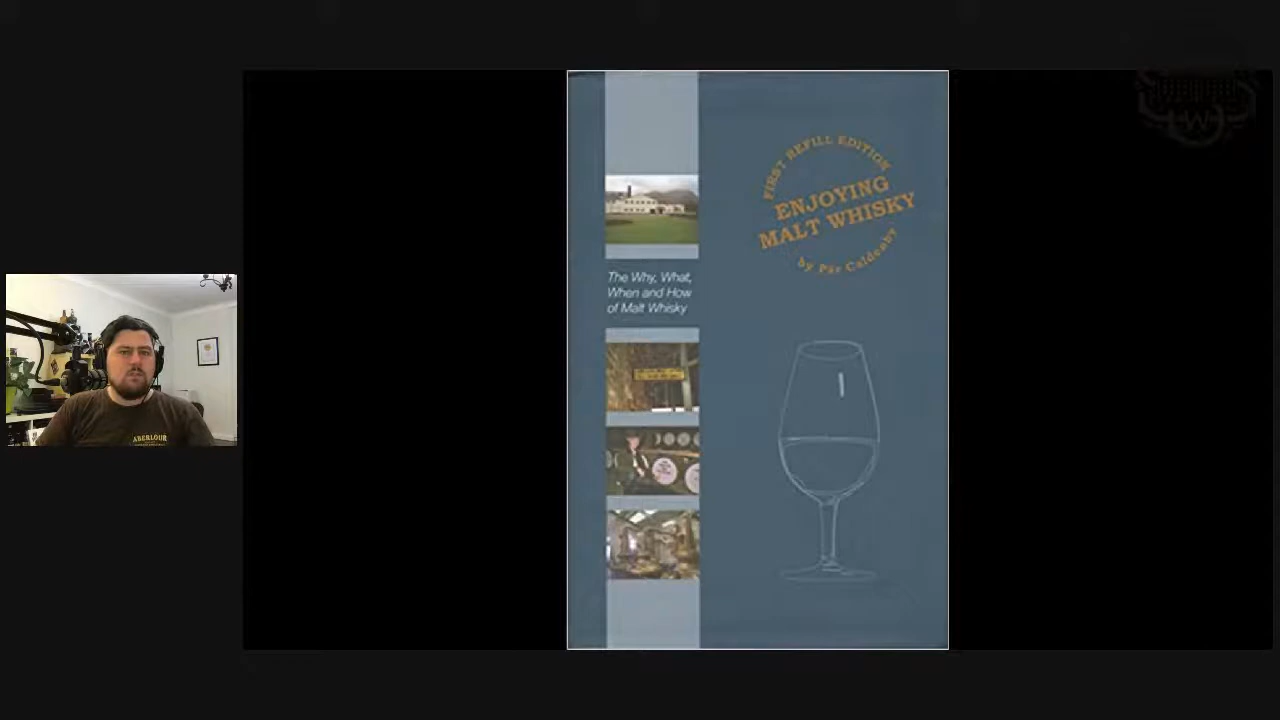 FIRST REFILL EDITION
ENJOYING
MALT WHISKY
by Pär Caldenby
The Why, What,
When and How
of Malt Whisky
ABERLOUR